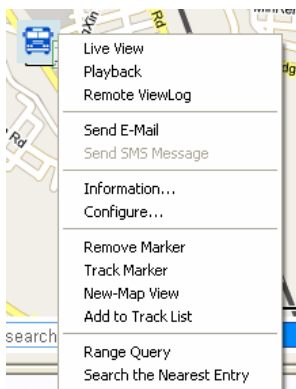 Rd
Live View
Playback
Remote ViewLog
Rd
Send E-Mail
Send SMS Message
Information...
Configure...
Remove Marker
Track Marker
New-Map View
Add to Track List
search
Range Query
Search the Nearest Entry